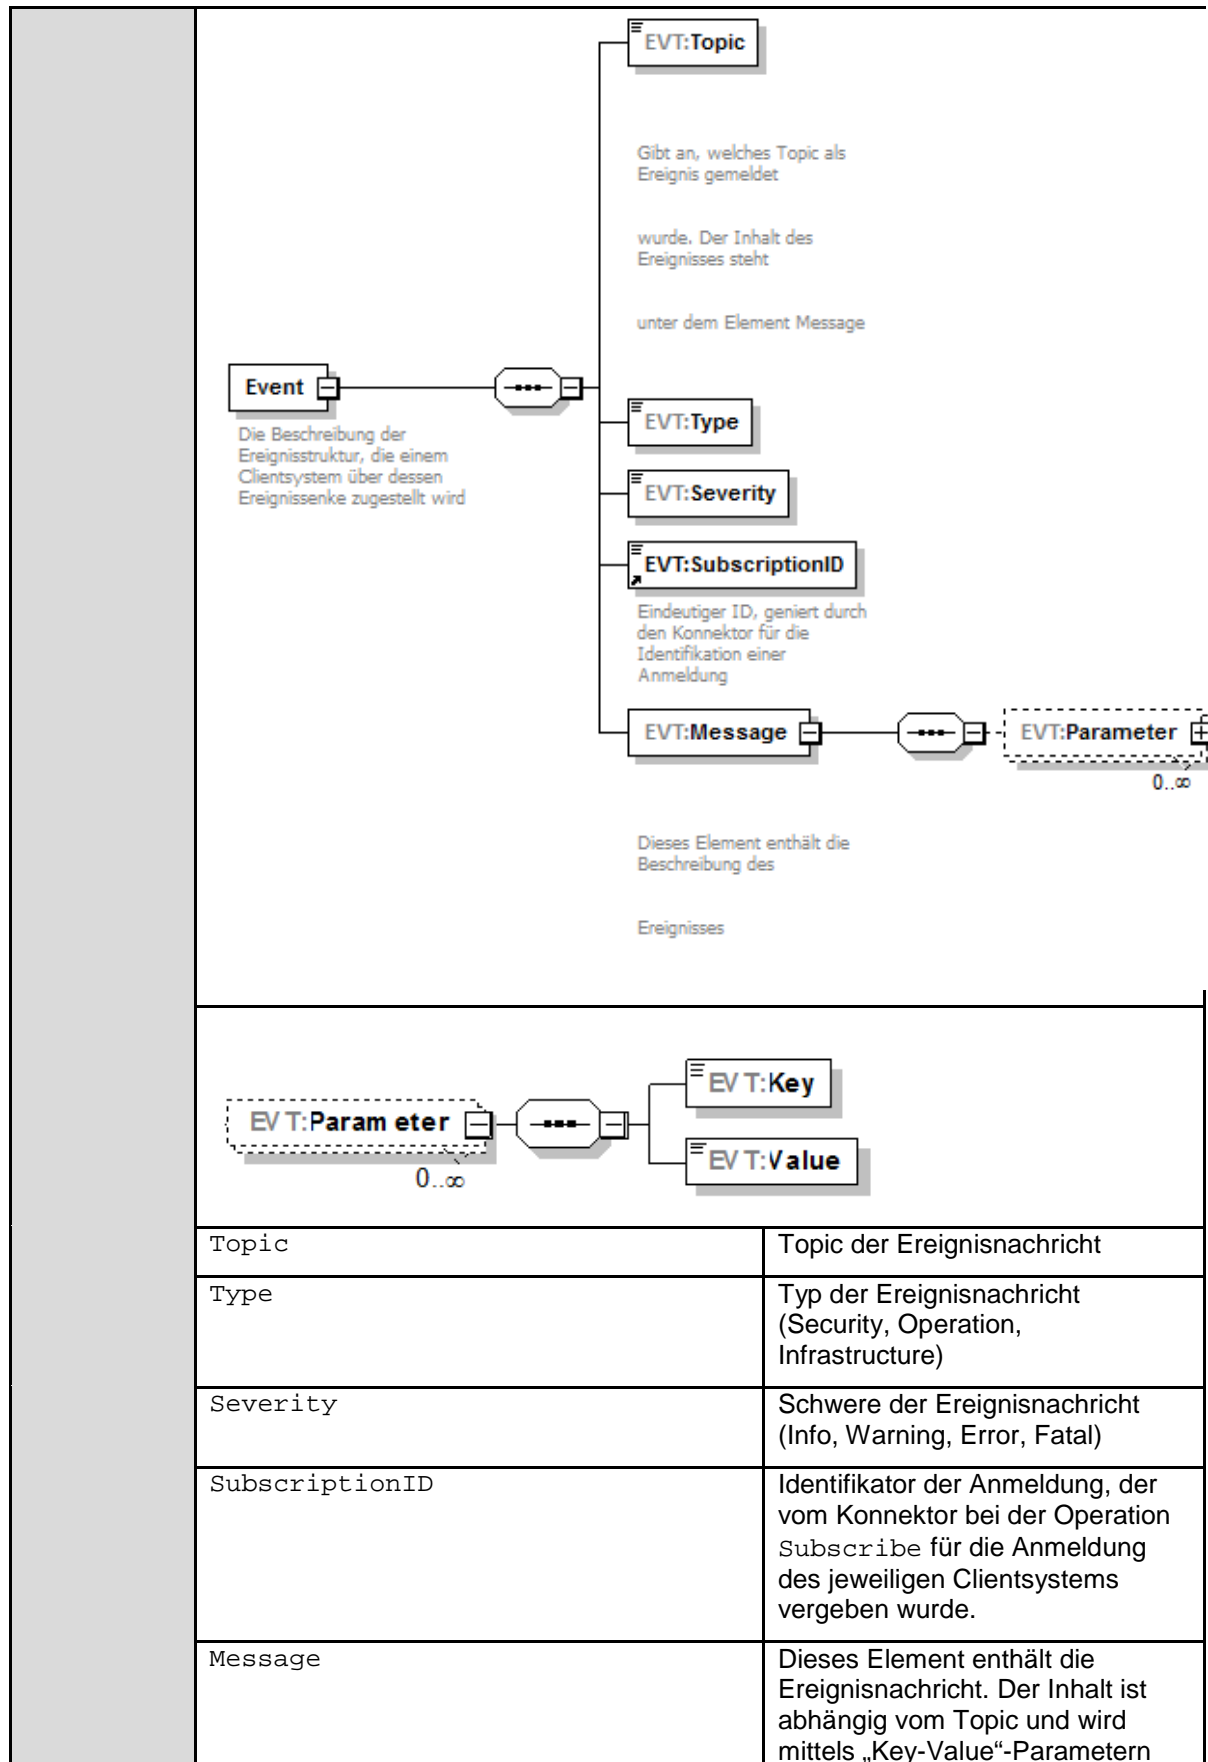 EVT:Topic
Gibt an, welches Topic als
Ereignis gemeldet
wurde. Der Inhalt des
Ereignisses steht
unter dem Element Message
Event
Die Beschreibung der
Ereignisstruktur, die einem
Clientsystem über dessen
Ereignissenke zugestellt wird
EVT:Type
EVT:Severity
EVT:SubscriptionID
Eindeutiger ID, geniert durch
den Konnektor für die
Identifikation einer
Anmeldung
EVT:Message
EVT:Parameter
0..∞
Dieses Element enthält die
Beschreibung des
Ereignisses
EVT:Parameter
0..∞
EVT:Key
EVT:Value
Topic
Topic der Ereignisnachricht
Type
Typ der Ereignisnachricht
(Security, Operation,
Infrastructure)
Severity
Schwere der Ereignisnachricht
(Info, Warning, Error, Fatal)
SubscriptionID
Identifikator der Anmeldung, der
vom Konnektor bei der Operation
Subscribe für die Anmeldung
des jeweiligen Clientsystems
vergeben wurde.
Message
Dieses Element enthält die
Ereignisnachricht. Der Inhalt ist
abhängig vom Topic und wird
mittels „Key-Value“-Parametern